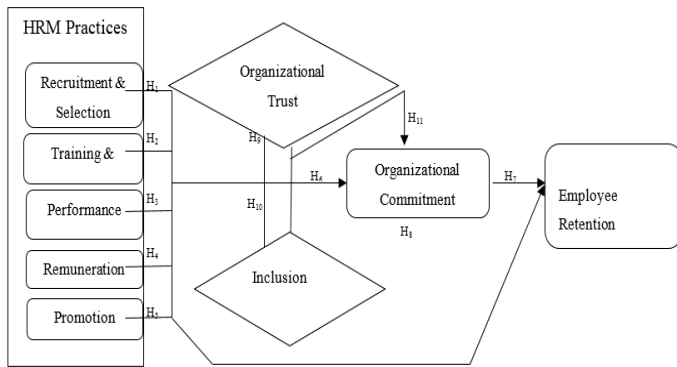 HRM Practices
Recruitment &
Selection
H1
Training &
H2
Performance
H3
Remuneration
H4
Promotion
H5
Organizational
Trust
H9
H10
H6
H11
Inclusion
Organizational
Commitment
H8
H7
Employee
Retention